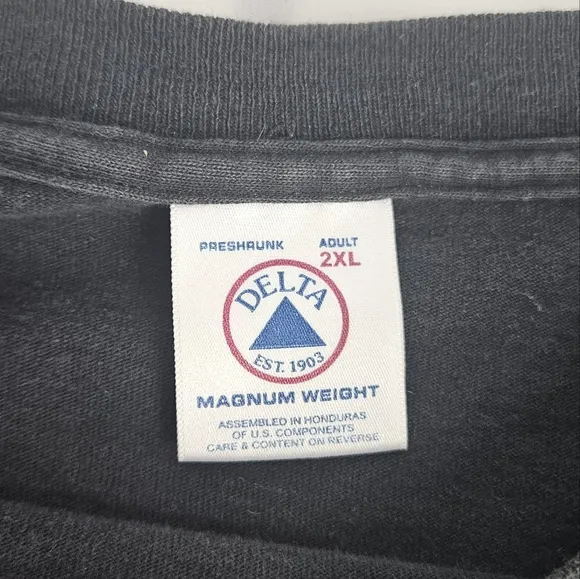 PRESHRUNK ADULT
2XL
DELTA
EST. 1903
MAGNUM WEIGHT
ASSEMBLED IN HONDURAS
OF U.S. COMPONENTS
CARE & CONTENT ON REVERSE